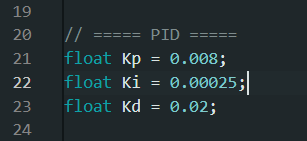 19
20 // ===== PID =====
21 float Kp = 0.008;
22 float Ki = 0.00025;
23 float Kd = 0.02;
24